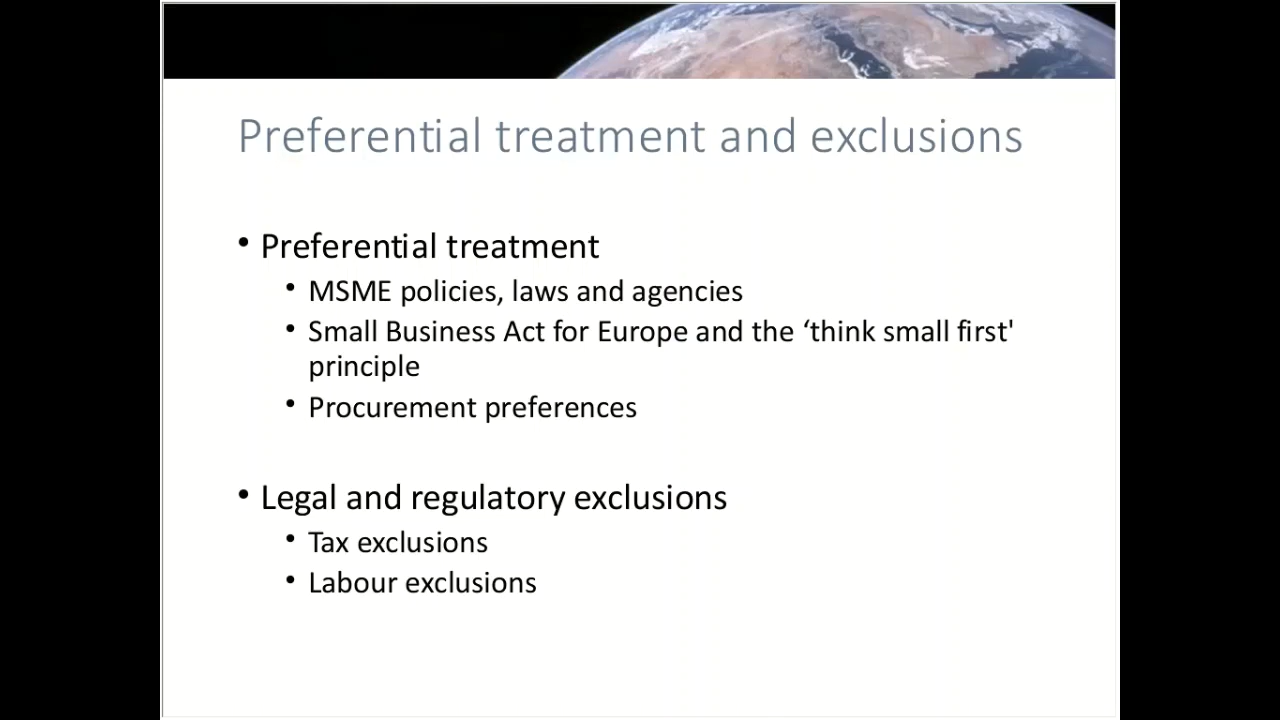 Preferential treatment and exclusions
• Preferential treatment
• MSME policies, laws and agencies
• Small Business Act for Europe and the ‘think small first'
principle
• Procurement preferences
• Legal and regulatory exclusions
• Tax exclusions
• Labour exclusions